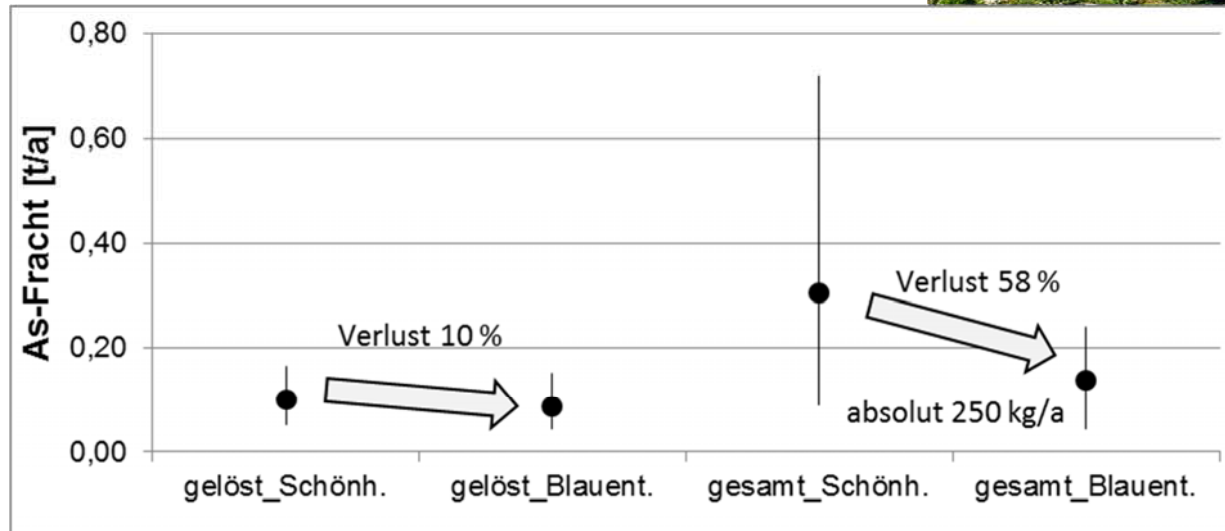 As-Fracht [t/a]
0,80
0,60
0,40
0,20
0,00
Verlust 10 %
Verlust 58 %
absolut 250 kg/a
gelöst_Schönh.
gelöst_Blauent.
gesamt_Schönh.
gesamt_Blauent.